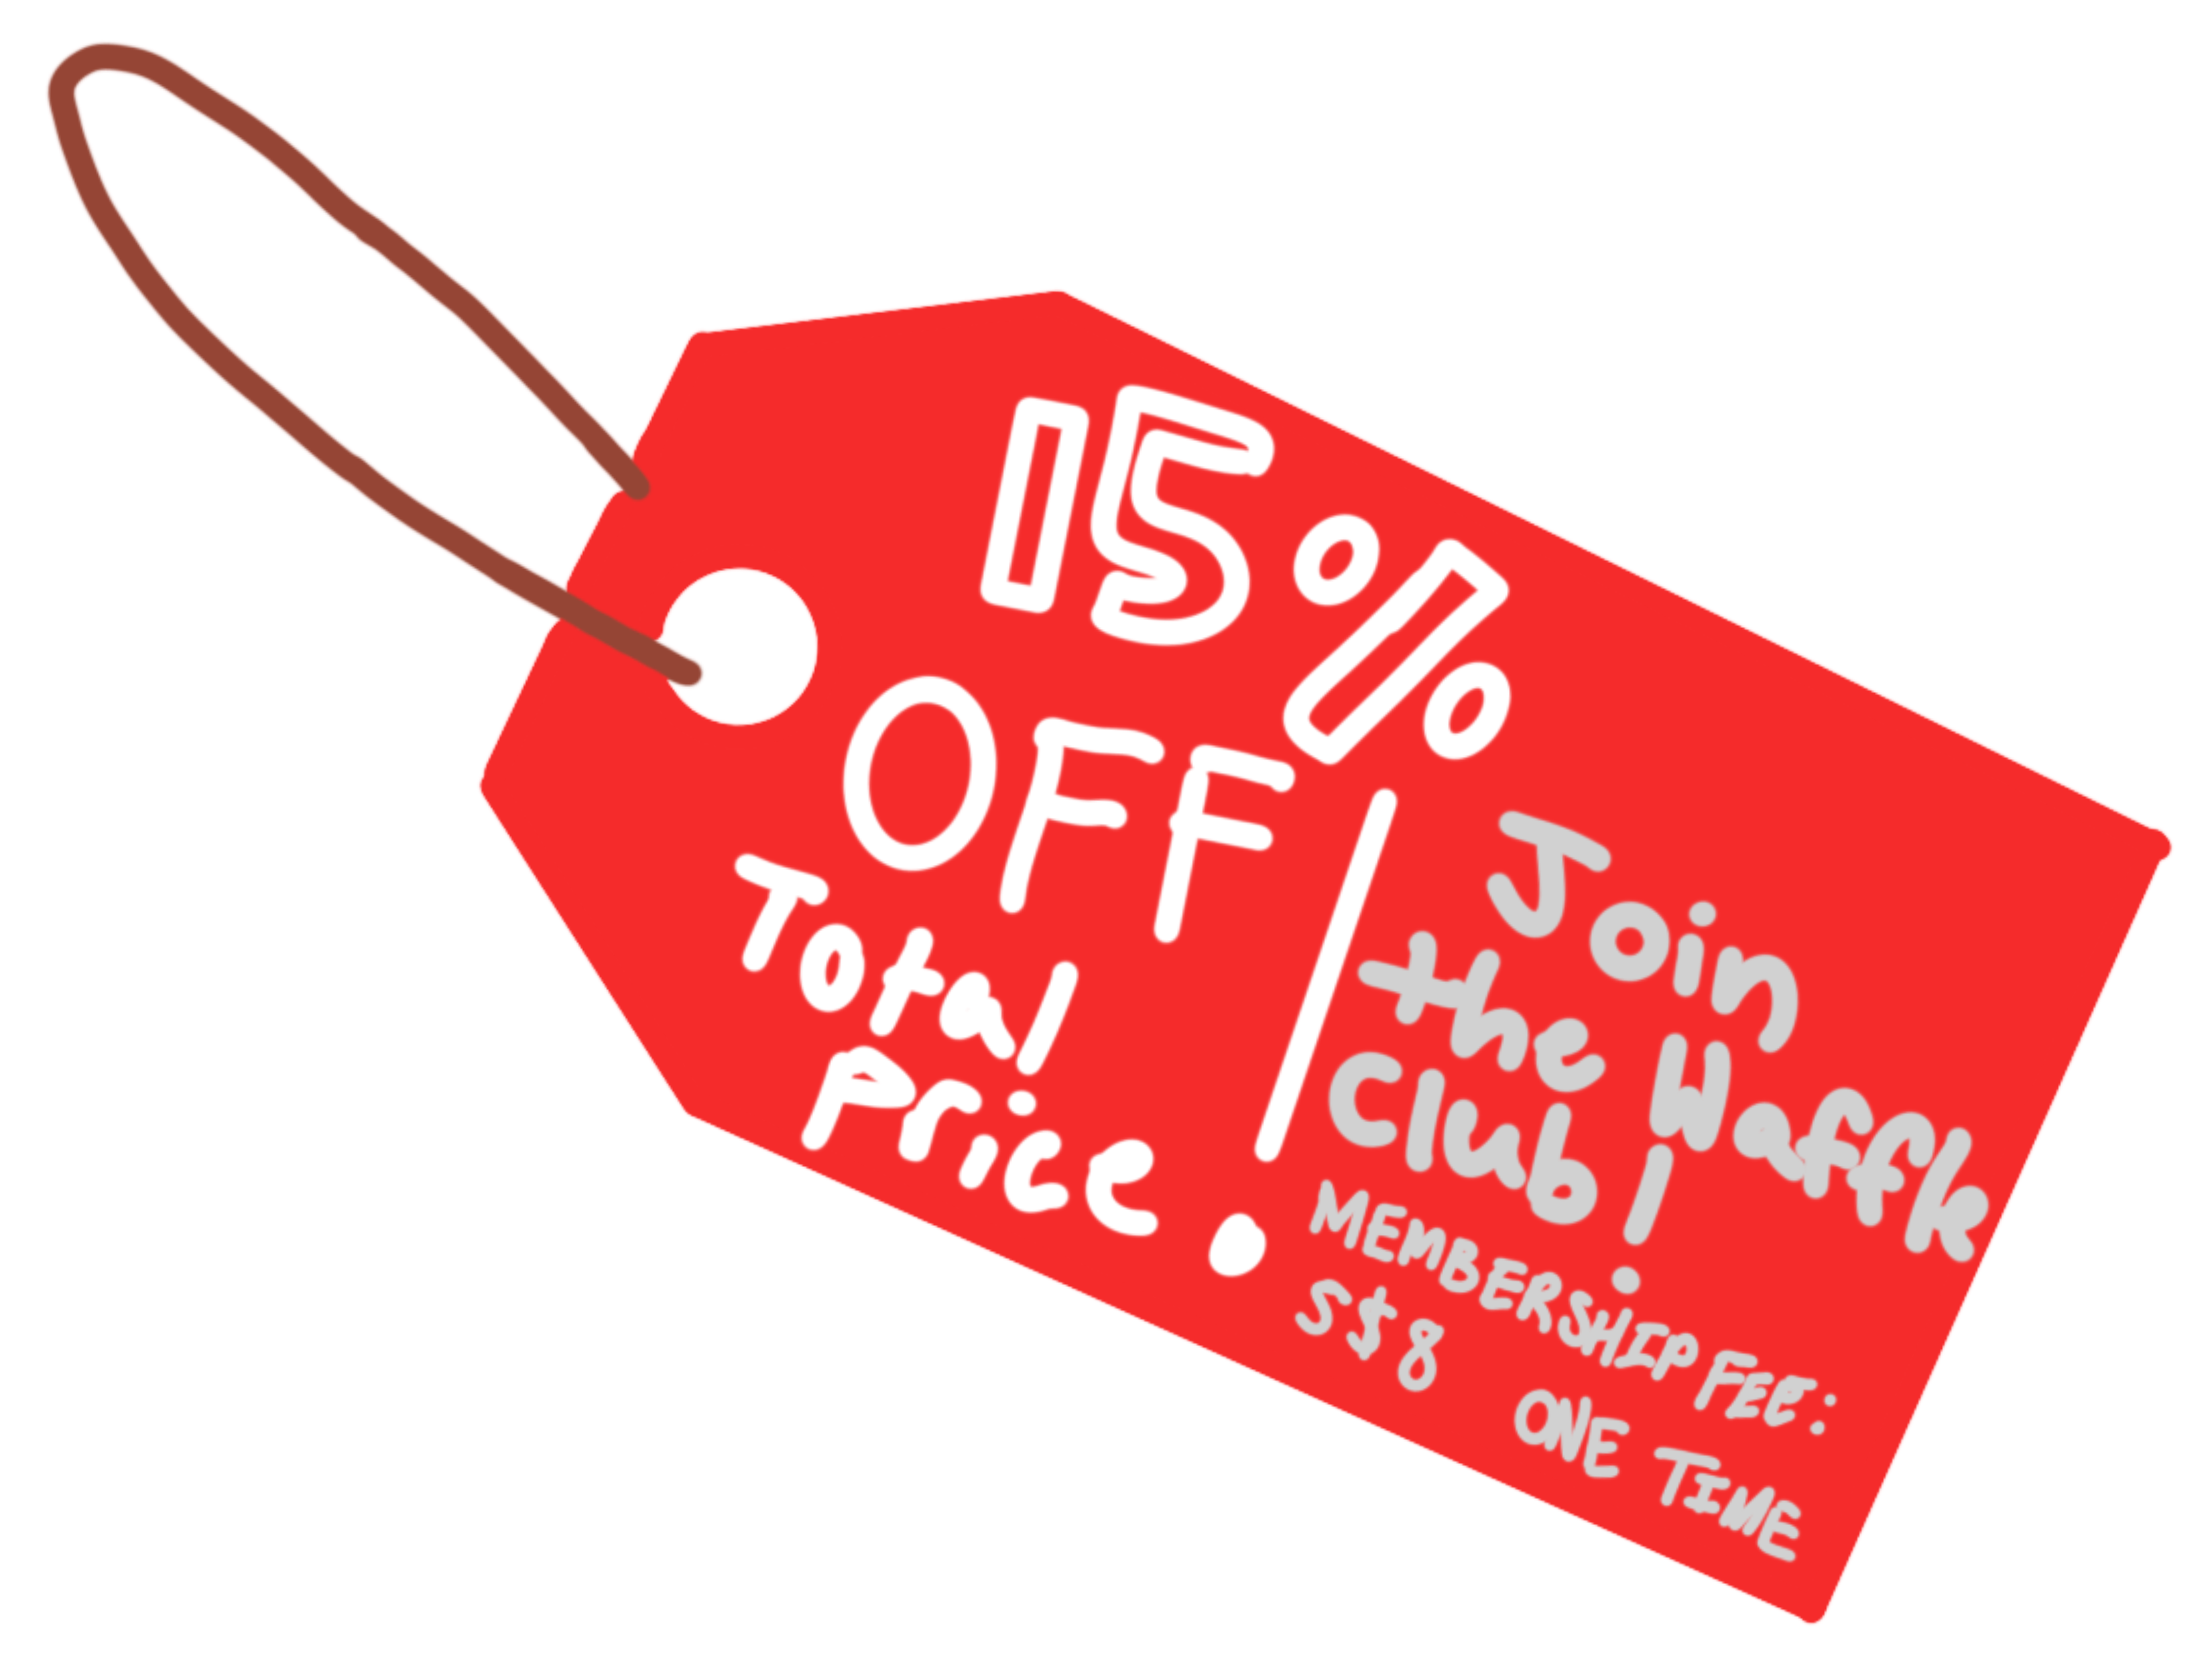 15%
OFF!
Total
Price
Join
the Waffle
Club!
MEMBERSHIP FEE:
S$8 ONE TIME